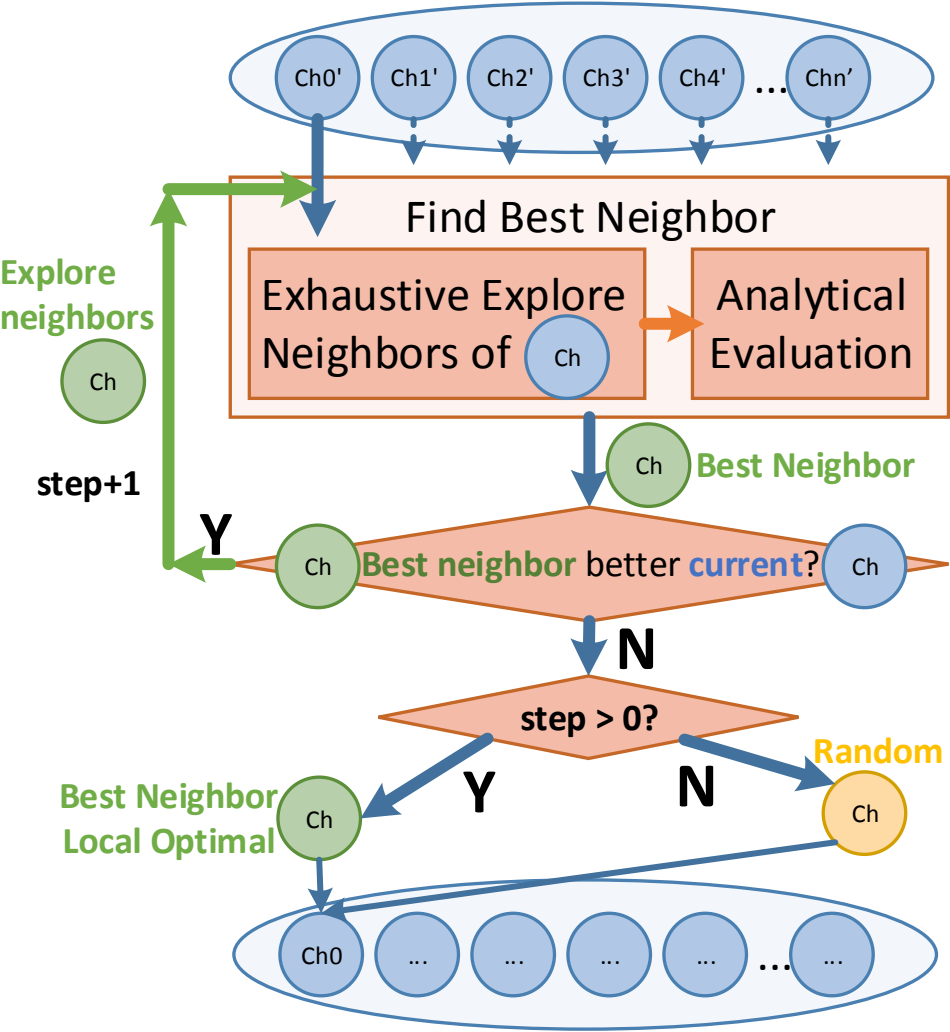 Ch0' Ch1' Ch2' Ch3' Ch4' ... Chn’
Find Best Neighbor
Exhaustive Explore
Neighbors of Ch
Analytical
Evaluation
Explore
neighbors
Ch
step+1
Ch Best Neighbor
Y
Ch Best neighbor better current? Ch
N
step > 0?
Y
N
Random
Ch
Best Neighbor
Local Optimal
Ch
Ch0 ... ... ... ... ... ...